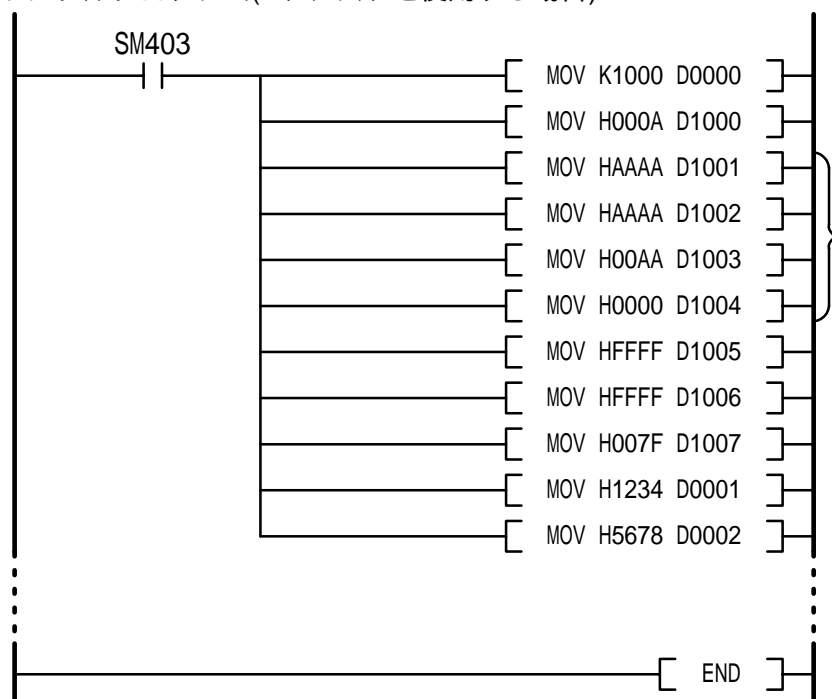 SM403
MOV K1000 D0000
MOV H000A D1000
MOV HAAAA D1001
MOV HAAAA D1002
MOV H00AA D1003
MOV H0000 D1004
MOV HFFFF D1005
MOV HFFFF D1006
MOV H007F D1007
MOV H1234 D0001
MOV H5678 D0002
END